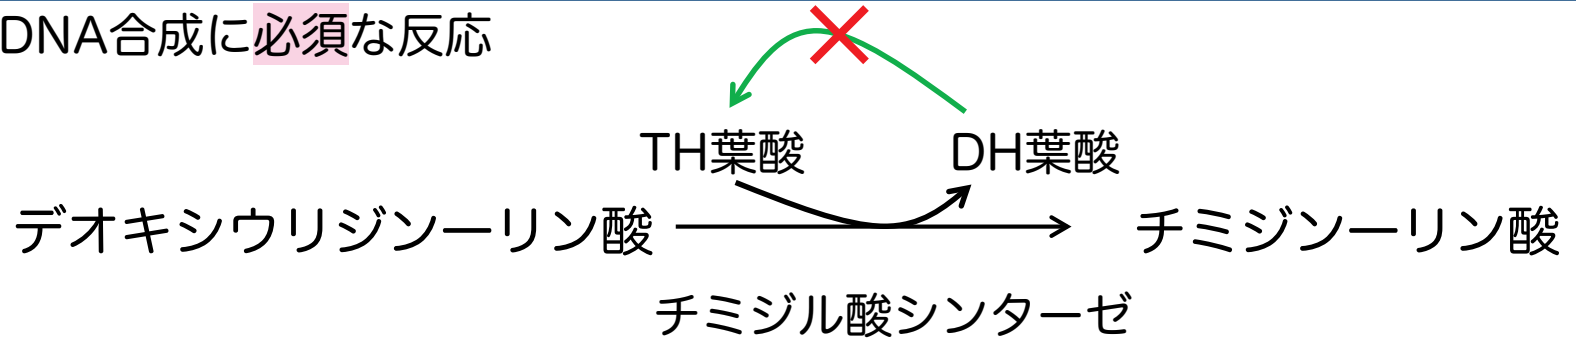 DNA合成に必須な反応
TH葉酸
DH葉酸
デオキシウリジンーリン酸
チミジンーリン酸
チミジル酸シンターゼ